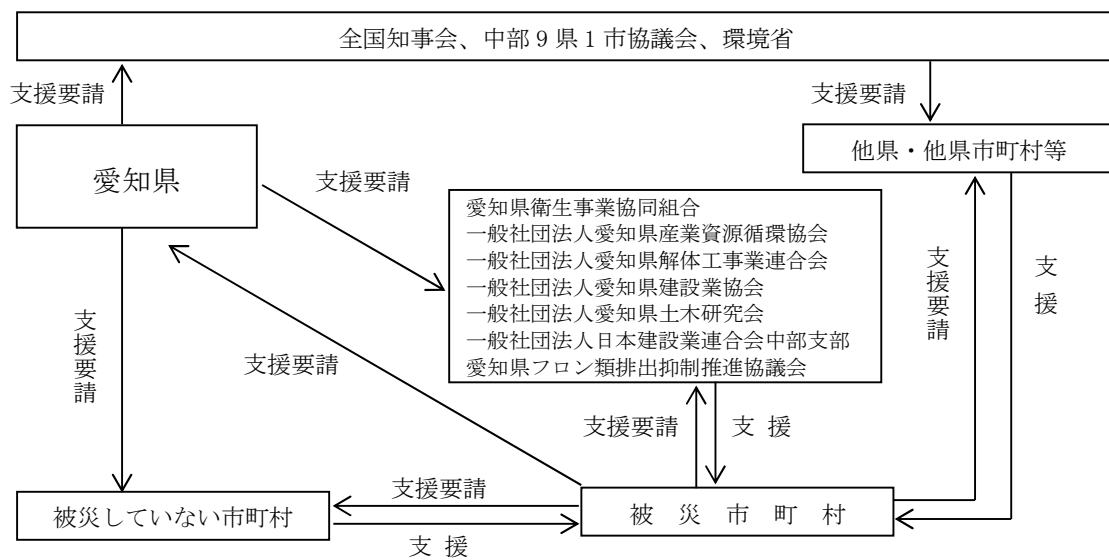 全国知事会、中部9県1市協議会、環境省
支援要請
支援要請
愛知県
他県・他県市町村等
支援要請
愛知県衛生事業協同組合
一般社団法人愛知県産業資源循環協会
一般社団法人愛知県解体工事業連合会
一般社団法人愛知県建設業協会
一般社団法人愛知県土木研究会
一般社団法人日本建設業連合会中部支部
愛知県フロン類排出抑制推進協議会
支援要請
支援要請
支援要請
支 援
支援要請
支 援
支援要請
被災していない市町村
被 災 市 町 村
支 援